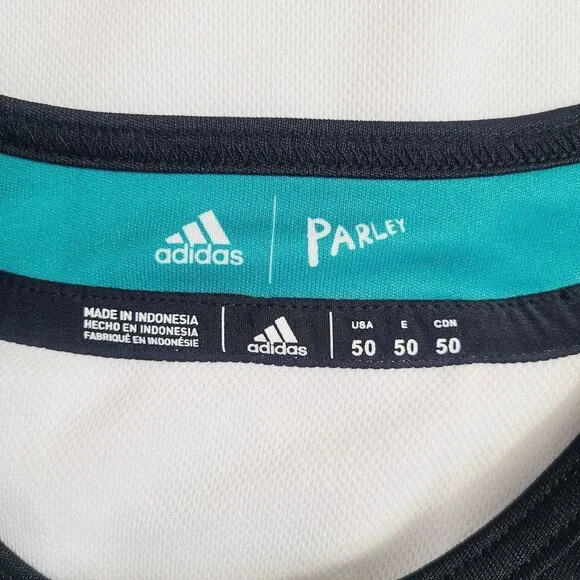 adidas PARLEY
MADE IN INDONESIA
HECHO EN INDONESIA
FABRIQUÉ EN INDONÉSIE
adidas
USA E CDN
50 50 50